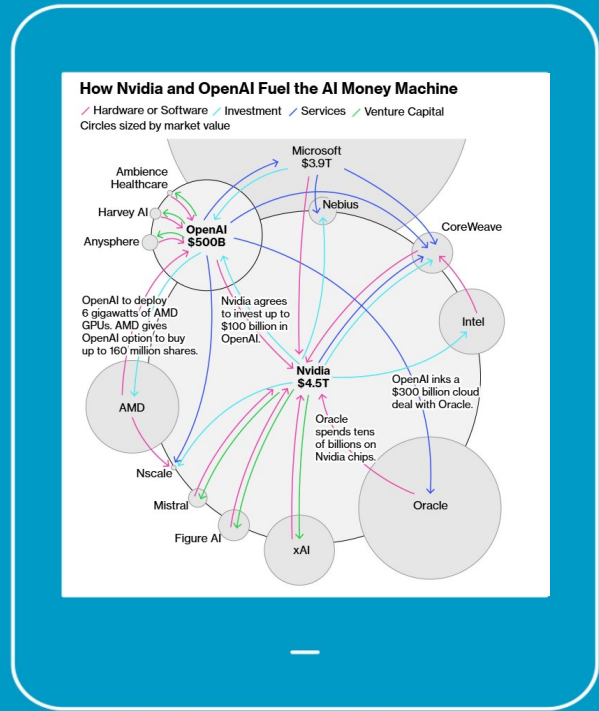 How Nvidia and OpenAI Fuel the AI Money Machine
Hardware or Software Investment Services Venture Capital
Circles sized by market value
Microsoft
$3.9T
Ambience
Healthcare
Nebius
Harvey AI
OpenAI
$500B
CoreWeave
Anysphere
OpenAI to deploy
6 gigawatts of AMD
GPUs. AMD gives
OpenAI option to buy
up to 160 million shares.
Nvidia agrees
to invest up to
$100 billion in
OpenAI.
Intel
Nvidia
$4.5T
OpenAI inks a
$300 billion cloud
deal with Oracle.
AMD
Oracle
spends tens
of billions on
Nvidia chips.
Nscale
Mistral
Oracle
Figure AI
xAI